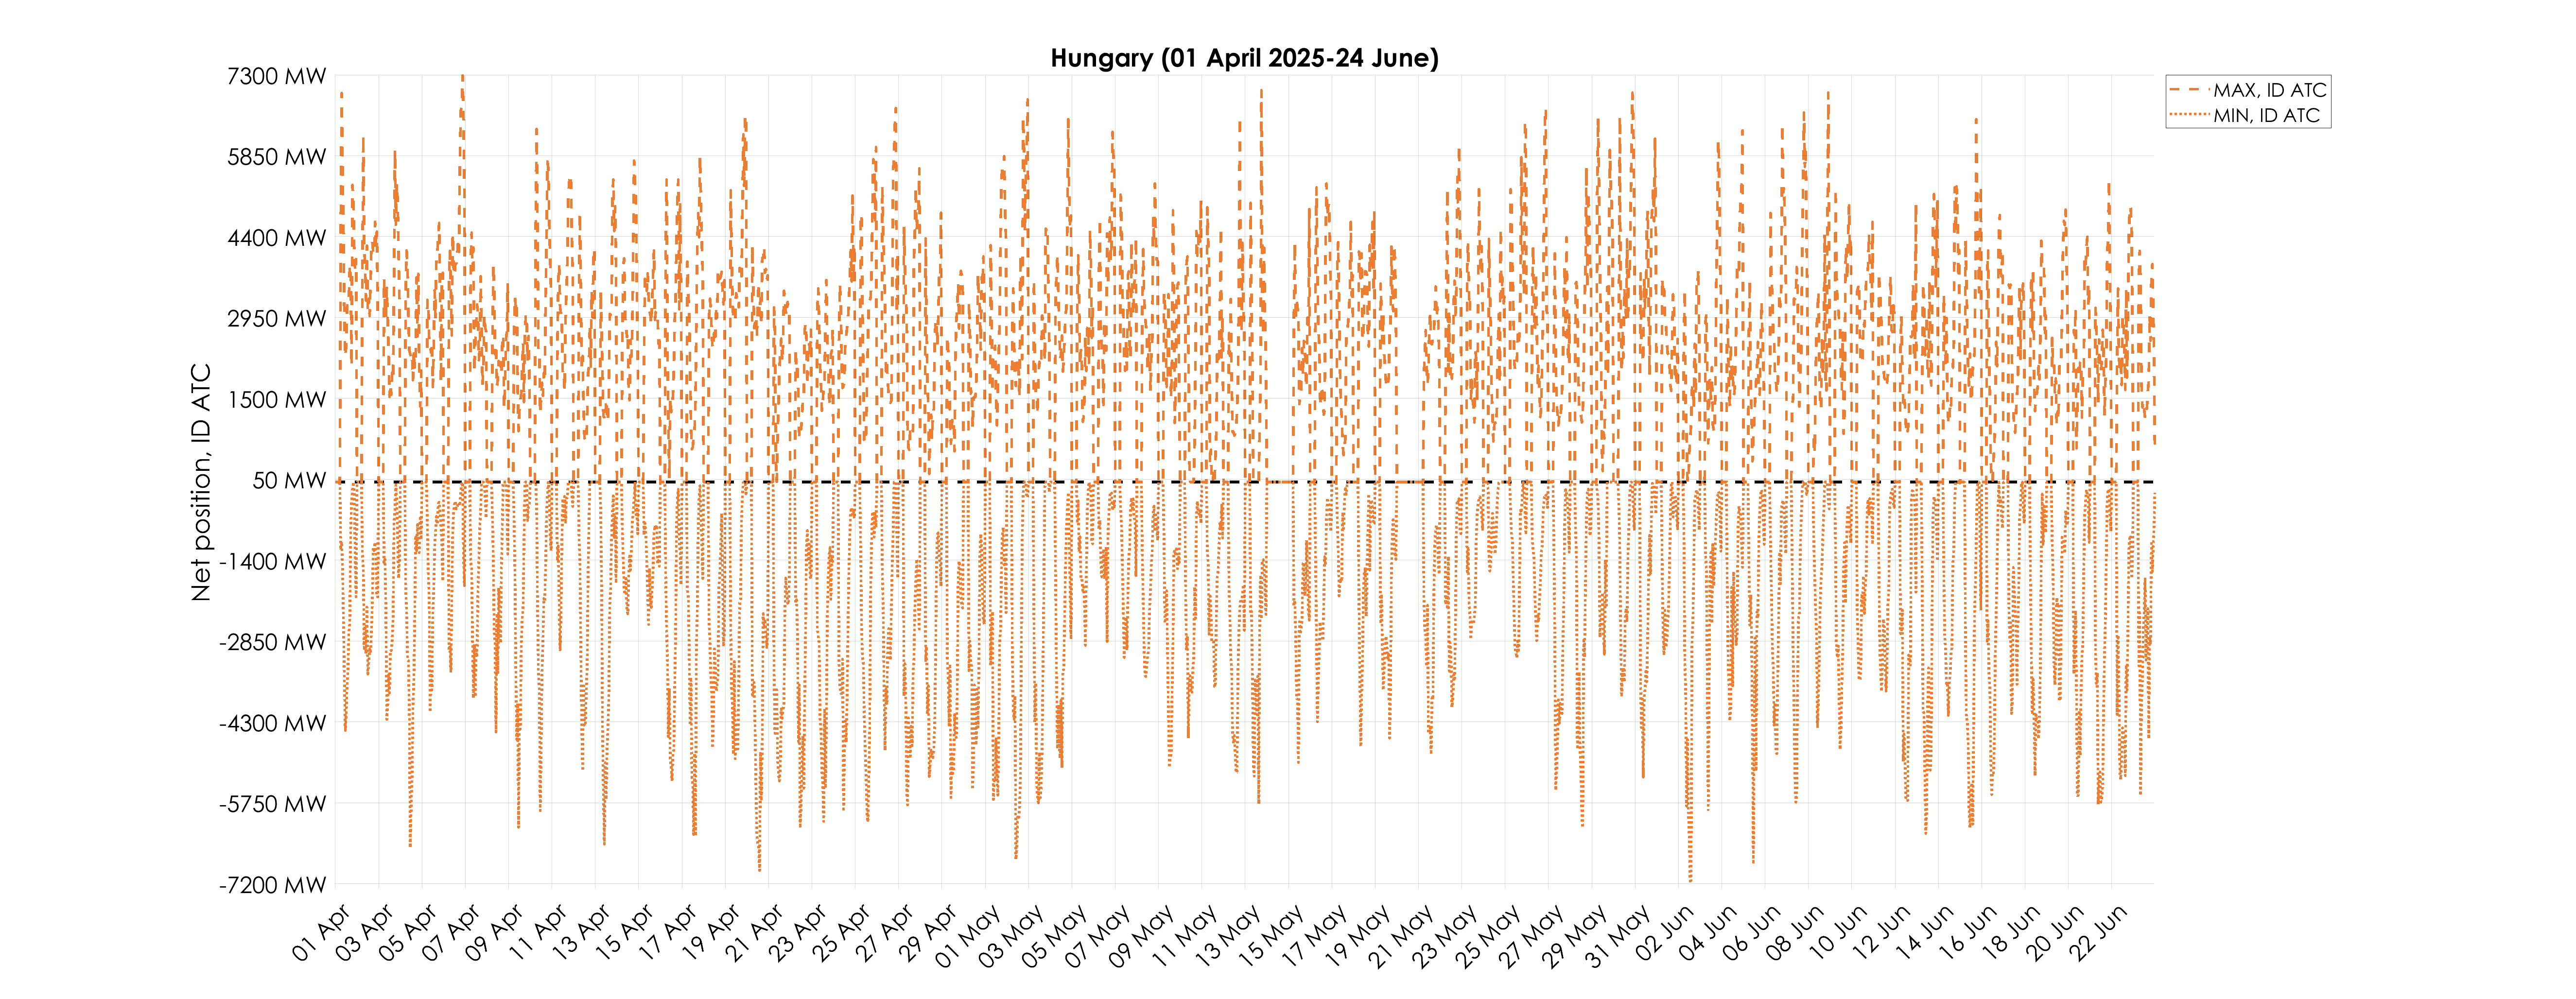 Hungary (01 April 2025-24 June)
7300 MW
5850 MW
4400 MW
2950 MW
1500 MW
50 MW
-1400 MW
-2850 MW
-4300 MW
-5750 MW
-7200 MW
Net position, ID ATC
MAX, ID ATC
MIN, ID ATC
01 Apr
03 Apr
05 Apr
07 Apr
09 Apr
11 Apr
13 Apr
15 Apr
17 Apr
19 Apr
21 Apr
23 Apr
25 Apr
27 Apr
29 Apr
01 May
03 May
05 May
07 May
09 May
11 May
13 May
15 May
17 May
19 May
21 May
23 May
25 May
27 May
29 May
31 May
02 Jun
04 Jun
06 Jun
08 Jun
10 Jun
12 Jun
14 Jun
16 Jun
18 Jun
20 Jun
22 Jun